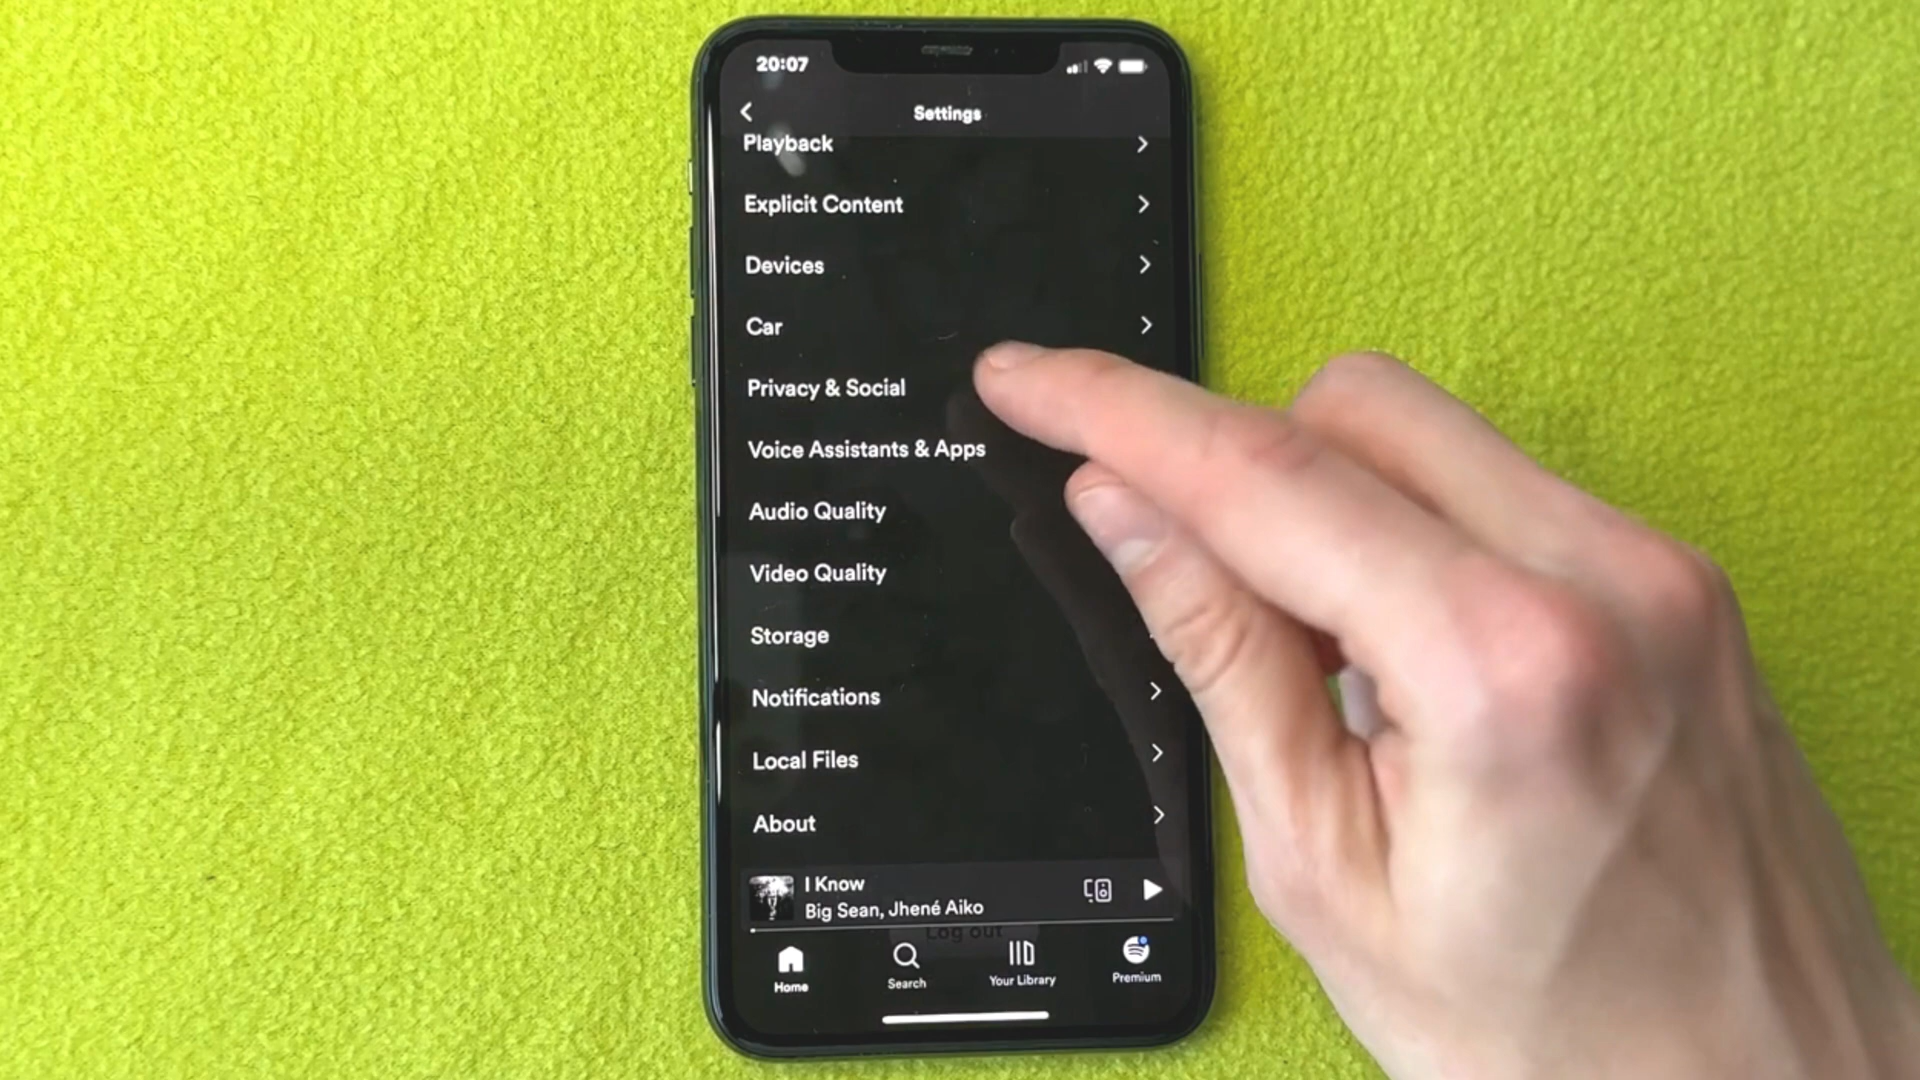 20:07
Settings
Playback
Explicit Content
Devices
Car
Privacy & Social
Voice Assistants & Apps
Audio Quality
Video Quality
Storage
Notifications
Local Files
About
I Know
Big Sean, Jhené Aiko
Log out
Home
Search
Your Library
Premium